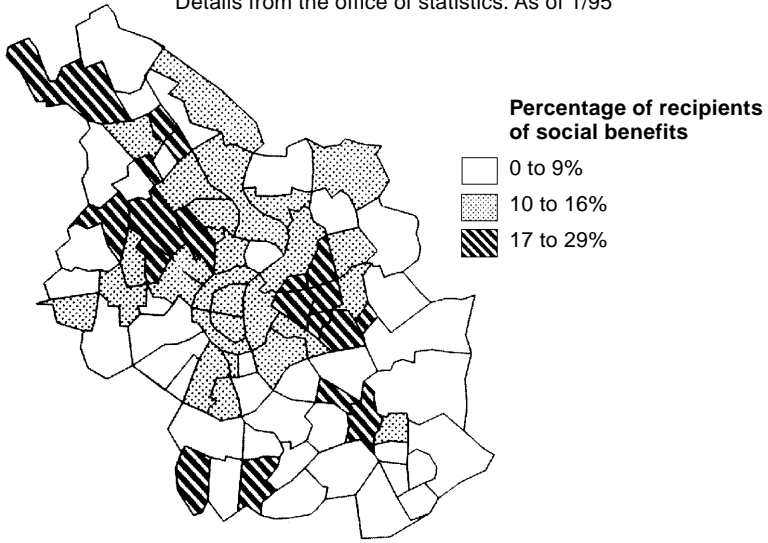 Details from the office of statistics. As of 1/95
Percentage of recipients
of social benefits
0 to 9%
10 to 16%
17 to 29%